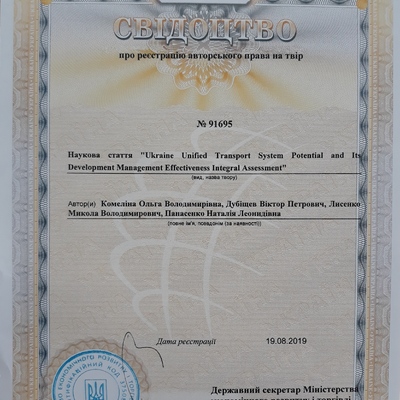 СВІДОЦТВО
про реєстрацію авторського права на твір
№ 91695
Наукова стаття "Ukraine Unified Transport System Potential and Its
Development Management Effectiveness Integral Assessment"
(вид, назва твору)
Автор(и) Комеліна Ольга Володимирівна, Дубіщев Віктор Петрович, Лисенко
Микола Володимирович, Панасенко Наталія Леонидівна
(повне ім'я, псевдонім (за наявності))
Дата реєстрації 19.08.2019
Державний секретар Міністерства